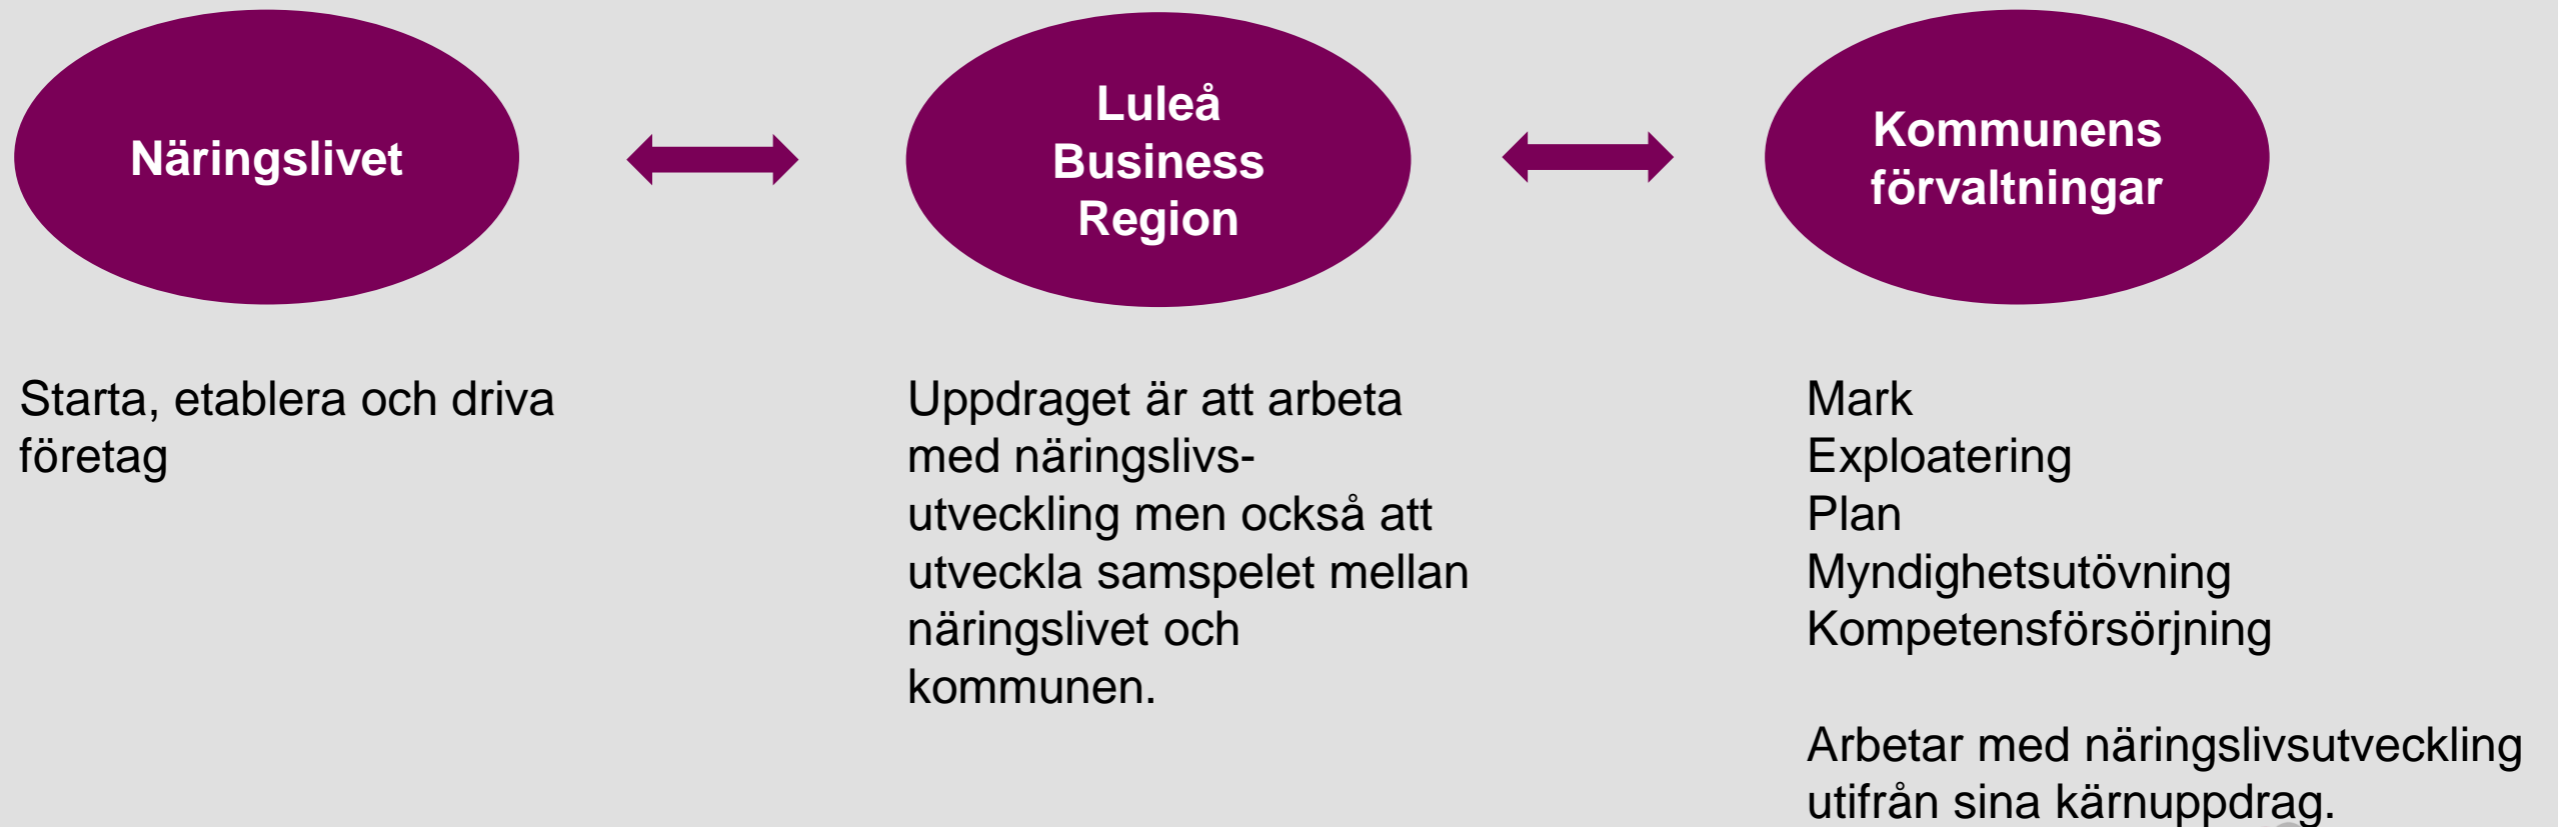 Näringslivet
Luleå
Business
Region
Kommunens
förvaltningar
Starta, etablera och driva
företag
Uppdraget är att arbeta
med näringslivs-
utveckling men också att
utveckla samspelet mellan
näringslivet och
kommunen.
Mark
Exploatering
Plan
Myndighetsutövning
Kompetensförsörjning
Arbetar med näringslivsutveckling
utifrån sina kärnuppdrag.